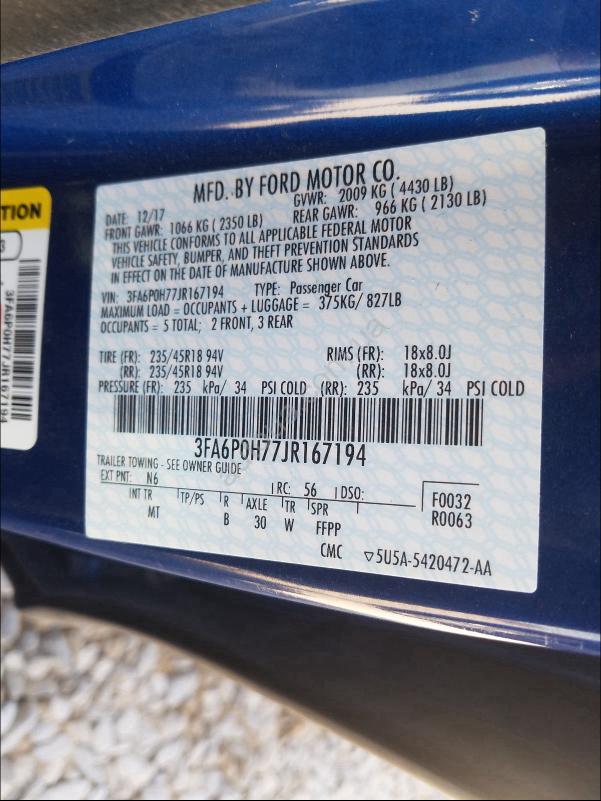 MFD. BY FORD MOTOR CO.
DATE: 12/17 GVWR: 2009 KG ( 4430 LB)
FRONT GAWR: 1066 KG ( 2350 LB) REAR GAWR: 966 KG ( 2130 LB)
THIS VEHICLE CONFORMS TO ALL APPLICABLE FEDERAL MOTOR
VEHICLE SAFETY, BUMPER, AND THEFT PREVENTION STANDARDS
IN EFFECT ON THE DATE OF MANUFACTURE SHOWN ABOVE.
VIN: 3FA6P0H77JR167194 TYPE: Passenger Car
MAXIMUM LOAD = OCCUPANTS + LUGGAGE = 375KG/ 827LB
OCCUPANTS = 5 TOTAL; 2 FRONT, 3 REAR
TIRE (FR): 235/45R18 94V RIMS (FR): 18x8.0J
(RR): 235/45R18 94V (RR): 18x8.0J
PRESSURE (FR): 235 kPa/ 34 PSI COLD (RR): 235 kPa/ 34 PSI COLD
3FA6P0H77JR167194
TRAILER TOWING - SEE OWNER GUIDE
EXT PNT: N6 RC: 56 DSO: F0032
INT TR TP/PS R AXLE TR SPR R0063
MT B 30 W FFPP
CMC ▽5U5A-5420472-AA
TION
3
3FA6P0H77JR167194